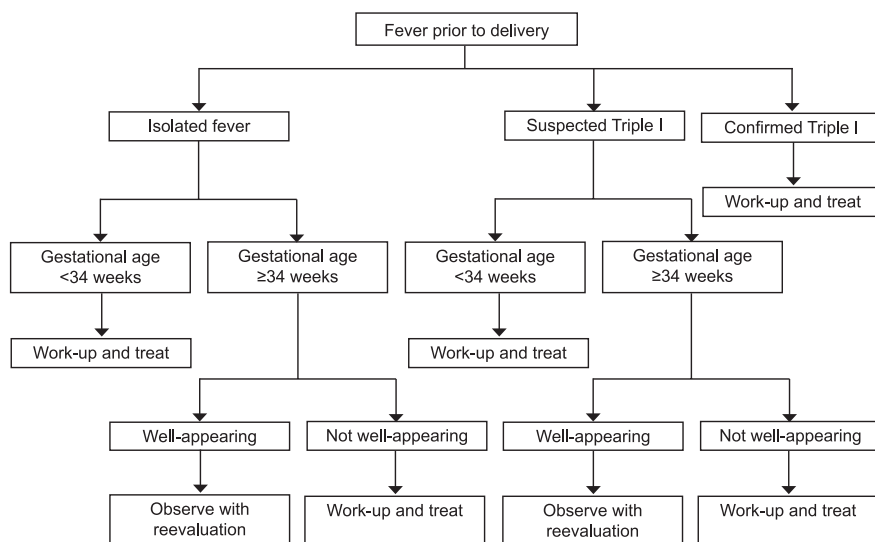 Fever prior to delivery
Isolated fever
Suspected Triple I
Confirmed Triple I
Work-up and treat
Gestational age
<34 weeks
Gestational age
≥34 weeks
Gestational age
<34 weeks
Gestational age
≥34 weeks
Work-up and treat
Work-up and treat
Well-appearing
Not well-appearing
Well-appearing
Not well-appearing
Observe with
reevaluation
Work-up and treat
Observe with
reevaluation
Work-up and treat